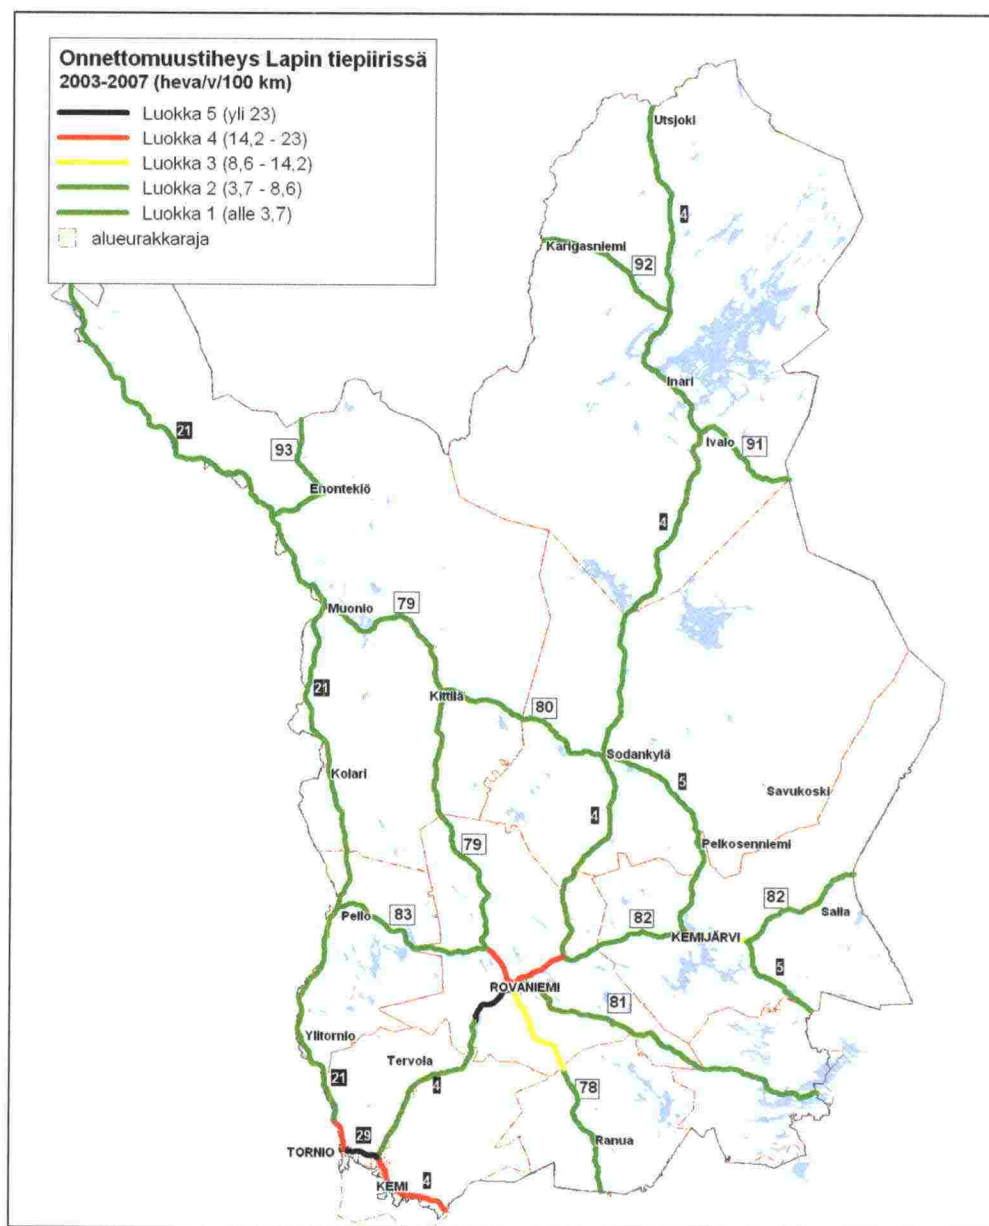 Onnettomuustiheys Lapin tiepiirissä
2003-2007 (heva/v/100 km)
Luokka 5 (yli 23)
Luokka 4 (14,2 - 23)
Luokka 3 (8,6 - 14,2)
Luokka 2 (3,7 - 8,6)
Luokka 1 (alle 3,7)
alueurakkaraja
Utsjoki
4
Karigasniemi
92
Inari
21
93
Ivalo
91
Enontekiö
4
Muonio
79
21
Kittilä
80
Sodankylä
Kolari
5
Savukoski
4
79
Pelkosenniemi
82
Pello
83
82
Salla
KEMIJÄRVI
5
ROVANIEMI
81
Ylitornio
Tervola
21
4
78
29
TORNIO
Ranua
KEMI
4